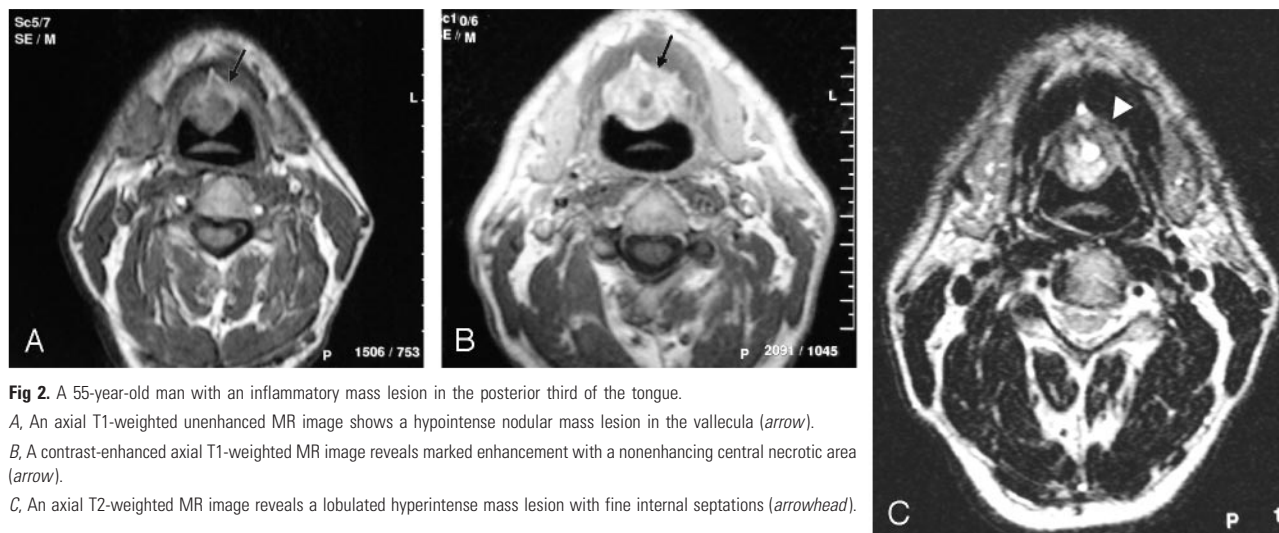 Sc5/7
SE / M
L
A
P
1506 / 753
c1 0/6
E // M
L
B
P
2091 / 1045
C
P
1
Fig 2. A 55-year-old man with an inflammatory mass lesion in the posterior third of the tongue.
A, An axial T1-weighted unenhanced MR image shows a hypointense nodular mass lesion in the vallecula (arrow).
B, A contrast-enhanced axial T1-weighted MR image reveals marked enhancement with a nonenhancing central necrotic area
(arrow).
C, An axial T2-weighted MR image reveals a lobulated hyperintense mass lesion with fine internal septations (arrowhead).